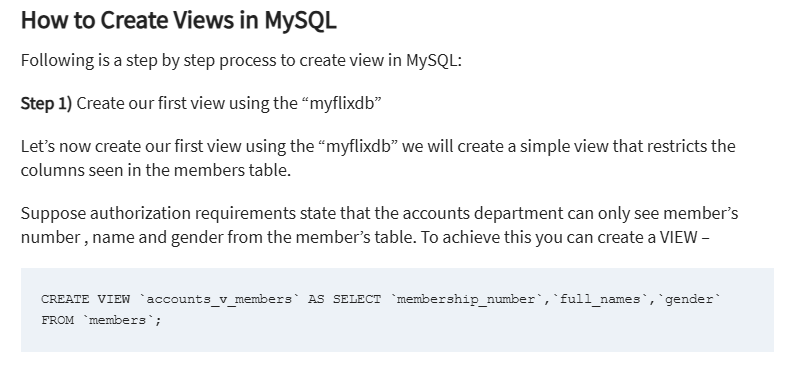 How to Create Views in MySQL
Following is a step by step process to create view in MySQL:
Step 1) Create our first view using the “myflixdb”
Let’s now create our first view using the “myflixdb” we will create a simple view that restricts the
columns seen in the members table.
Suppose authorization requirements state that the accounts department can only see member’s
number , name and gender from the member’s table. To achieve this you can create a VIEW –
CREATE VIEW `accounts_v_members` AS SELECT `membership_number`,`full_names`,`gender`
FROM `members`;